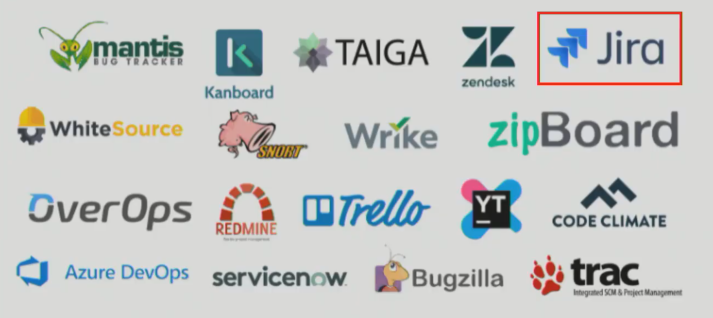 mantis
BUG TRACKER
Kanboard
TAIGA
zendesk
Jira
WhiteSource
SNORT
Wrike
zipBoard
OverOps
REDMINE
Trello
YT
CODE CLIMATE
Azure DevOps
servicenow
Bugzilla
trac
Integrated SCM & Project Management